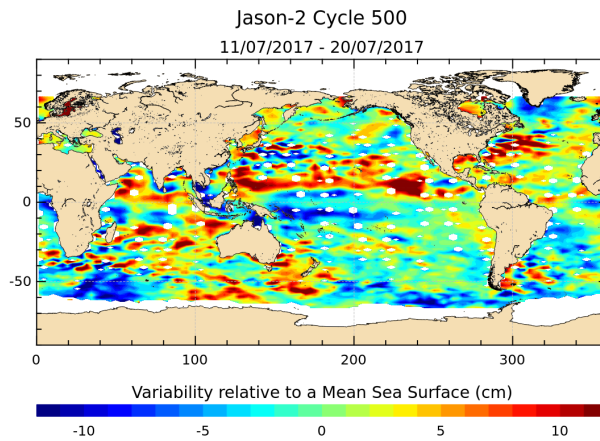 Jason-2 Cycle 500
11/07/2017 - 20/07/2017
50
0
-50
0 100 200 300
Variability relative to a Mean Sea Surface (cm)
-10 -5 0 5 10